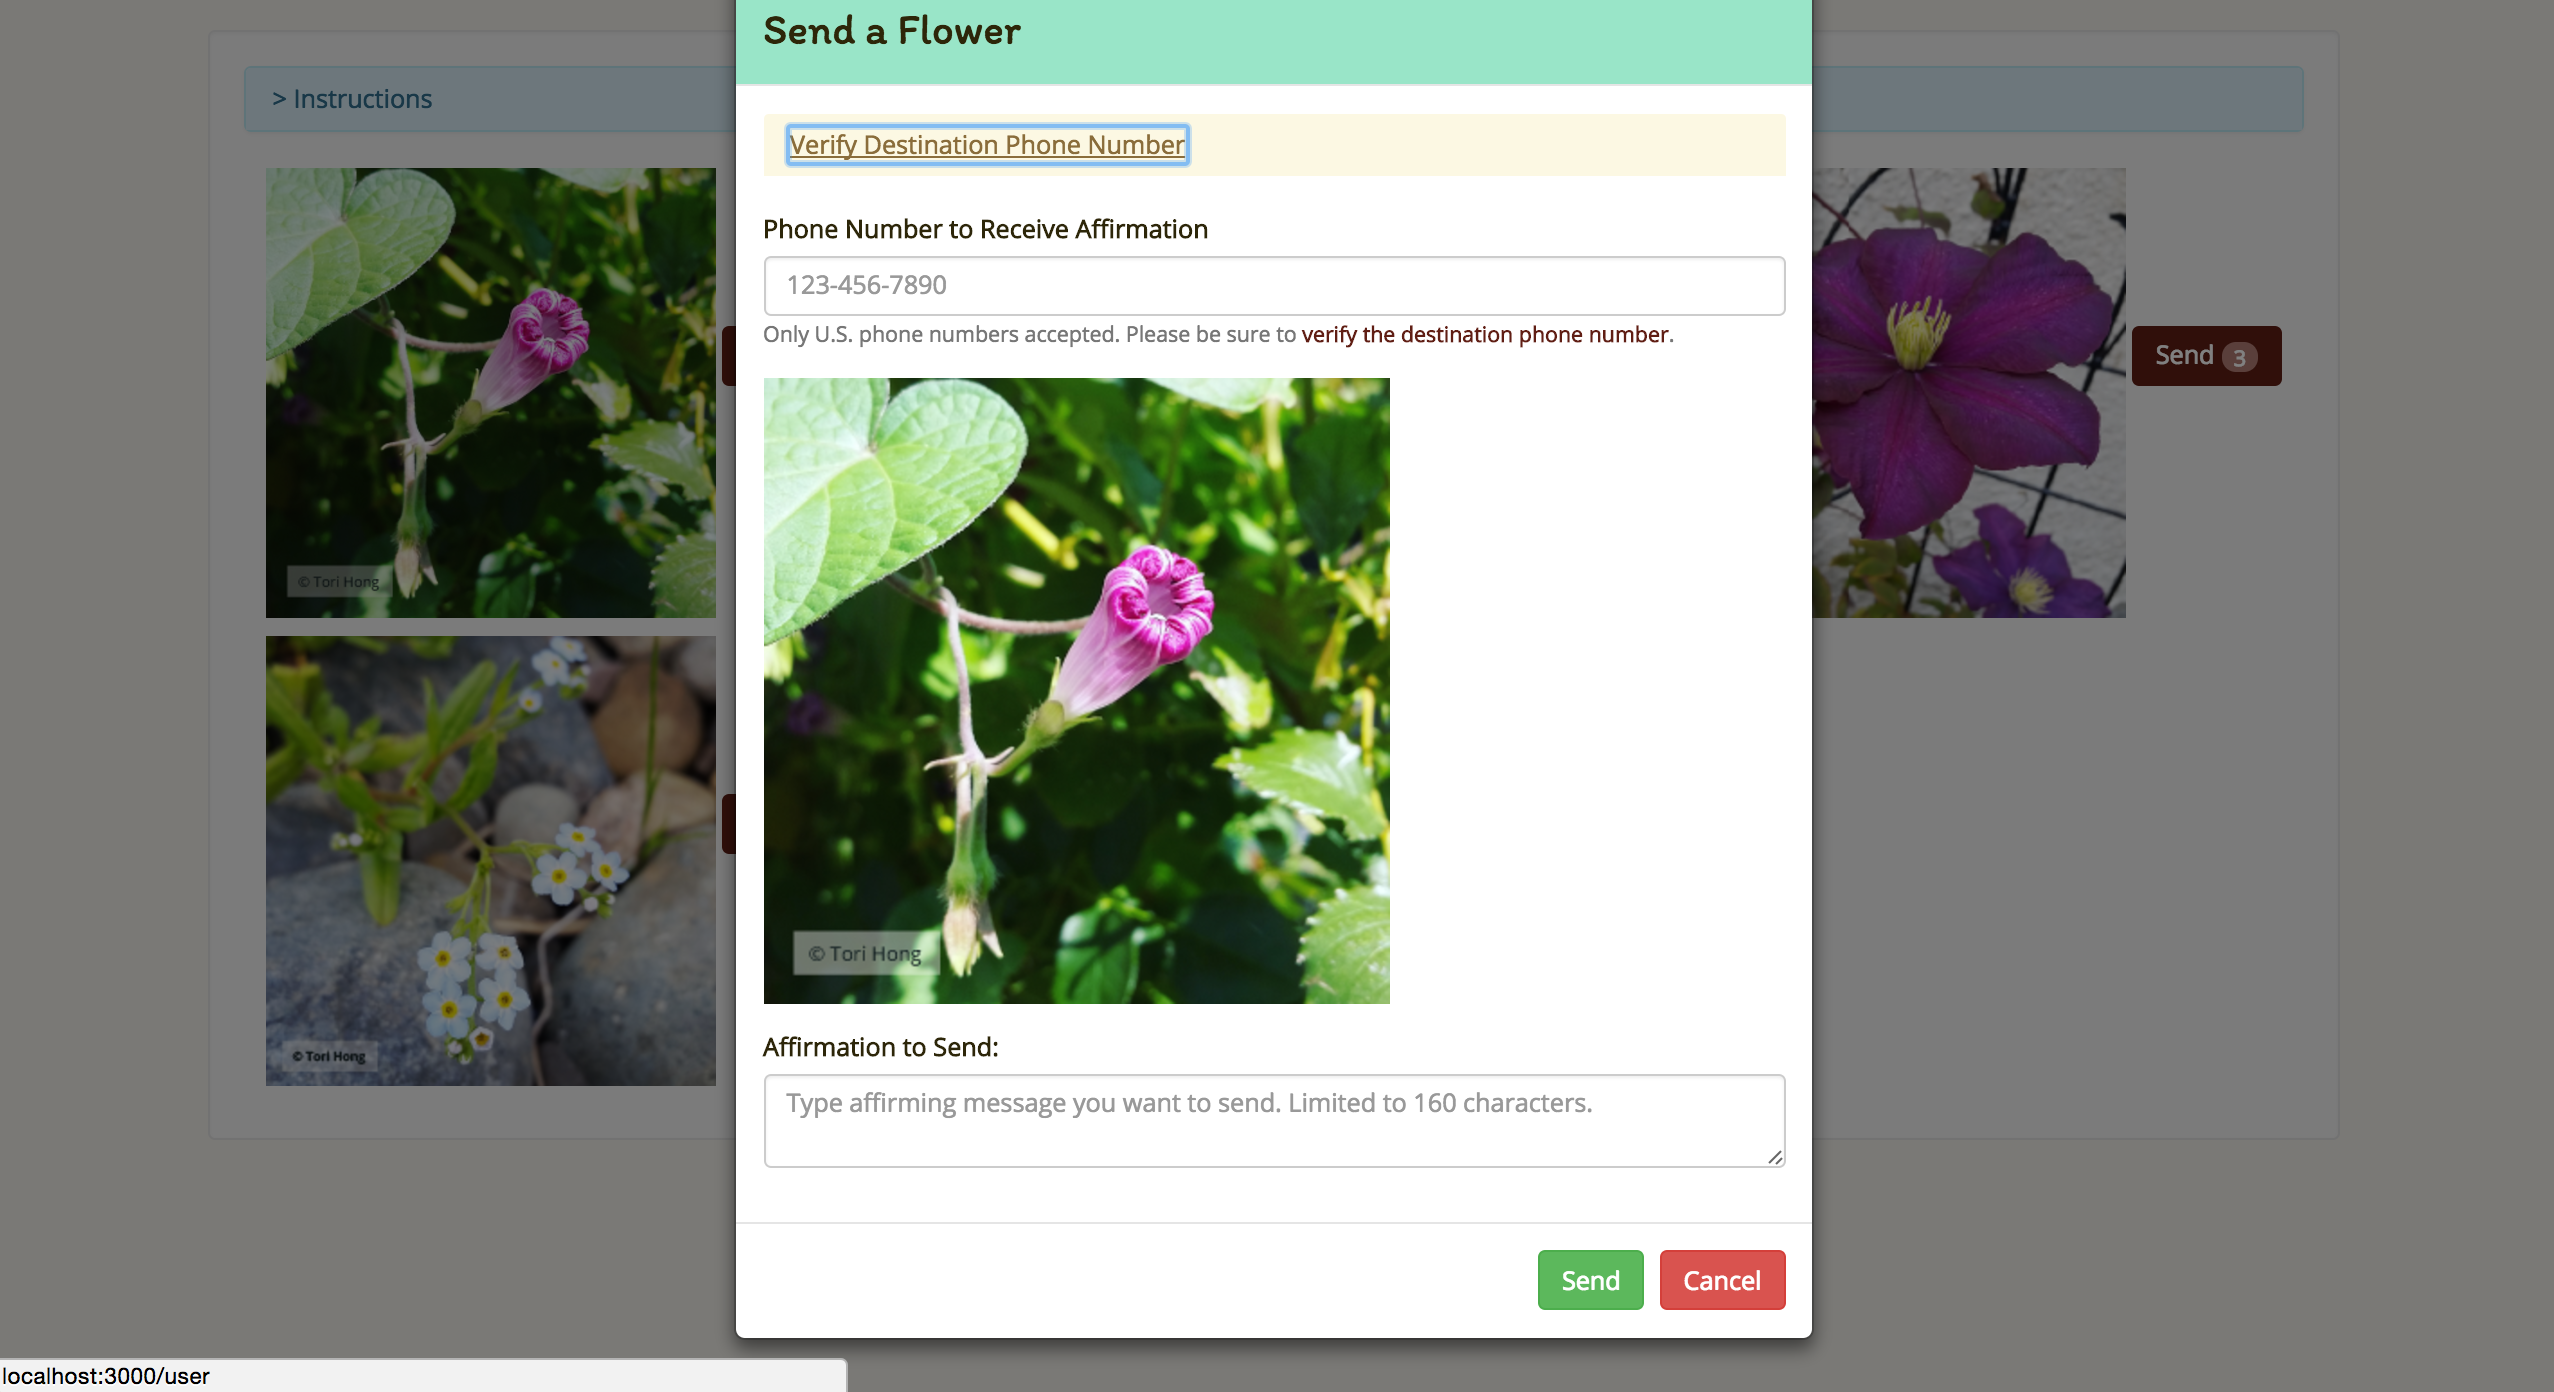 Send a Flower
> Instructions
Verify Destination Phone Number
Phone Number to Receive Affirmation
123-456-7890
Only U.S. phone numbers accepted. Please be sure to verify the destination phone number.
Send 3
© Tori Hong
© Tori Hong
© Tori Hong
Affirmation to Send:
Type affirming message you want to send. Limited to 160 characters.
Send
Cancel
localhost:3000/user